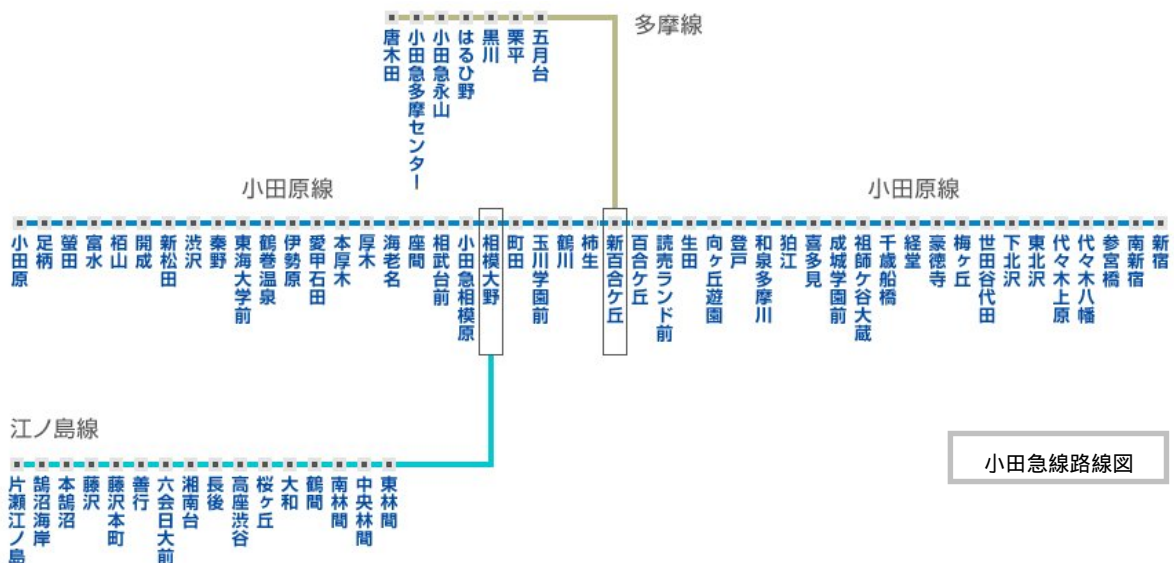 多摩線
唐木田
小田急多摩センター
小田急永山
はるひ野
黒川
栗平
五月台
小田原線
小田原線
小田原
足柄
螢田
富水
栢山
開成
新松田
渋沢
秦野
東海大学前
鶴巻温泉
伊勢原
愛甲石田
本厚木
厚木
海老名
座間
相武台前
小田急相模原
相模大野
町田
玉川学園前
鶴川
柿生
新百合ケ丘
百合ケ丘
読売ランド前
生田
向ヶ丘遊園
登戸
和泉多摩川
狛江
喜多見
成城学園前
祖師ケ谷大蔵
千歳船橋
経堂
豪徳寺
梅ヶ丘
世田谷代田
下北沢
東北沢
代々木上原
代々木八幡
参宮橋
南新宿
新宿
江ノ島線
片瀬江ノ島
鵠沼海岸
本鵠沼
藤沢
藤沢本町
善行
六会日大前
湘南台
長後
高座渋谷
桜ヶ丘
大和
鶴間
南林間
中央林間
東林間
小田急線路線図